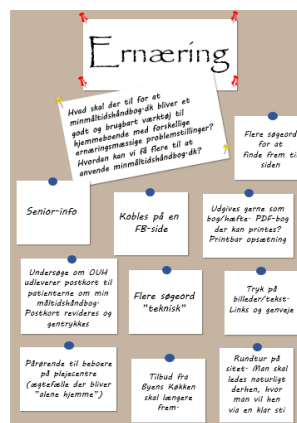 Ernæring
Hvad skal der til for at
minmåltidshåndbog.dk bliver et
godt og brugbart værktøj til
hjemmeboende med forskellige
ernæringsmæssige problemstillinger?
Hvordan kan vi få flere til at
anvende minmåltidshåndbog.dk?
Flere søgeord
for at
finde frem til
siden
Senior-info
Kobles på en
FB-side
Udgives gerne som
bog/hæfte. PDF-bog
der kan printes?
Printbar opsætning
Undersøge om OUH
udleverer postkort til
patienterne om min
måltidshåndbog.
Postkort revideres og
gentrykkes
Flere søgeord
"teknisk"
Tryk på
billeder/tekst.
Links og genveje
Pårørende til beboere
på plejecentre
(ægtefælle der bliver
"alene hjemme")
Tilbud fra
Byens Køkken
skal længere
frem.
Rundtur på
sitet. Man skal
ledes naturligt
derhen, hvor
man vil hen
via en klar sti